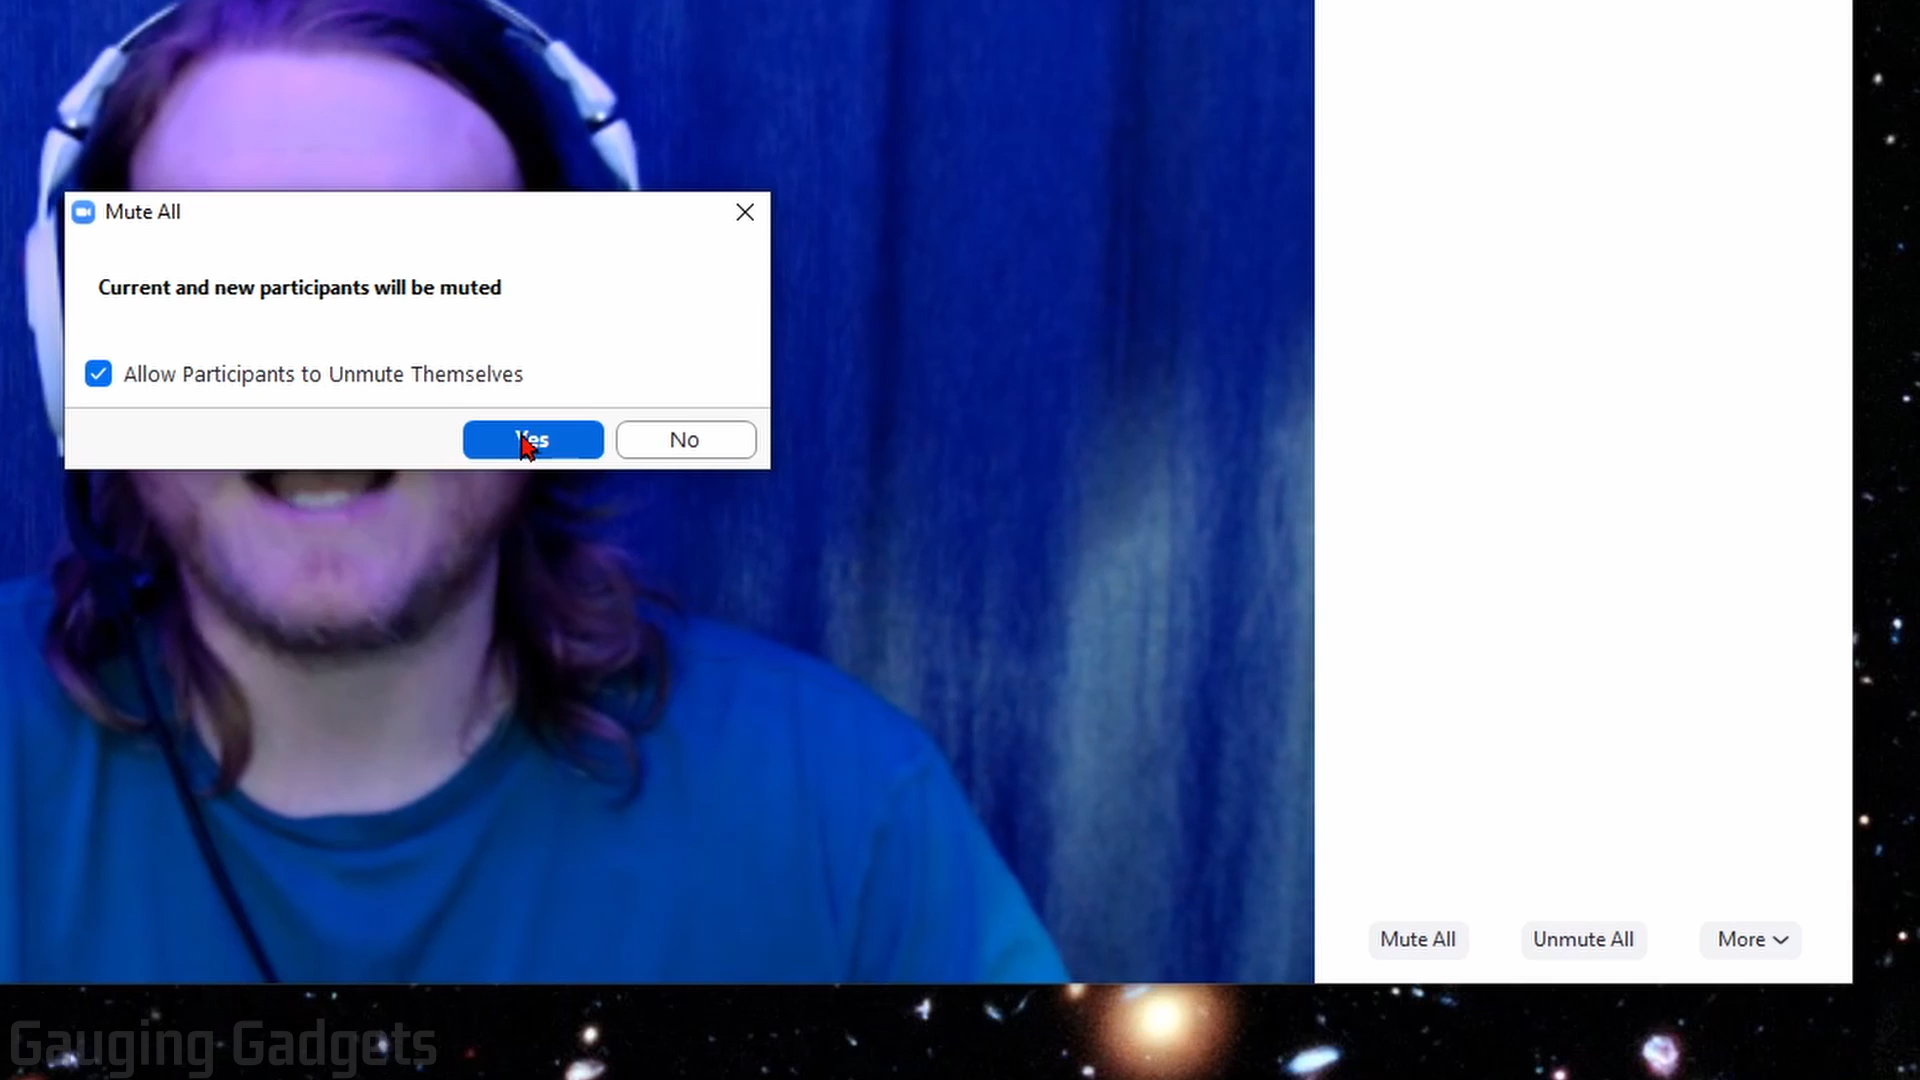 Mute All
Current and new participants will be muted
Allow Participants to Unmute Themselves
Yes
No
Mute All
Unmute All
More
Gauging Gadgets